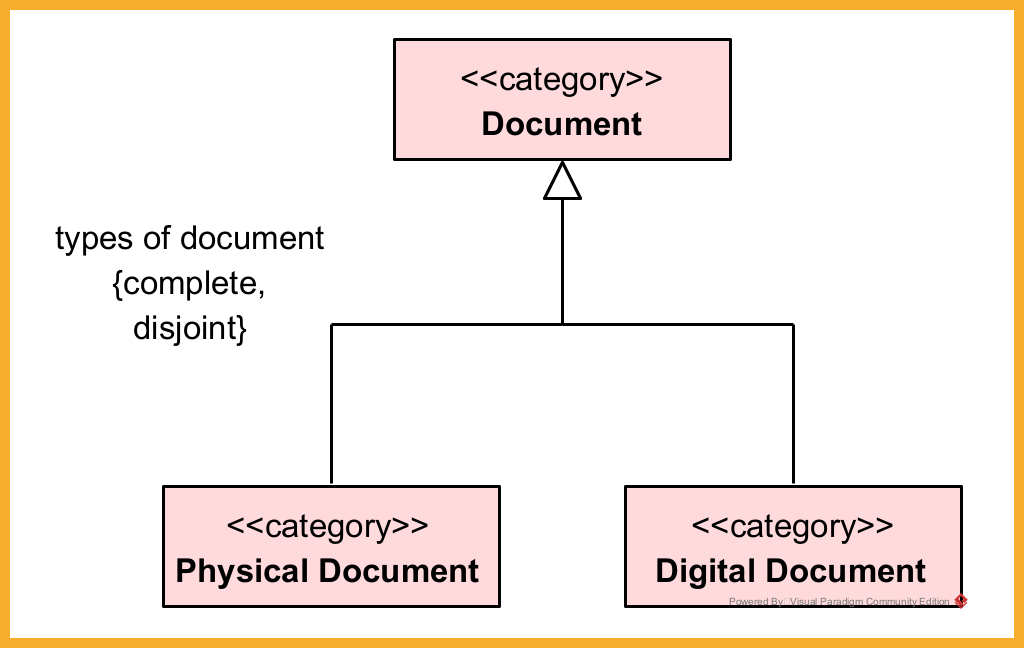 <<category>>
Document
types of document
{complete,
disjoint}
<<category>>
Physical Document
<<category>>
Digital Document
Powered By Visual Paradigm Community Edition